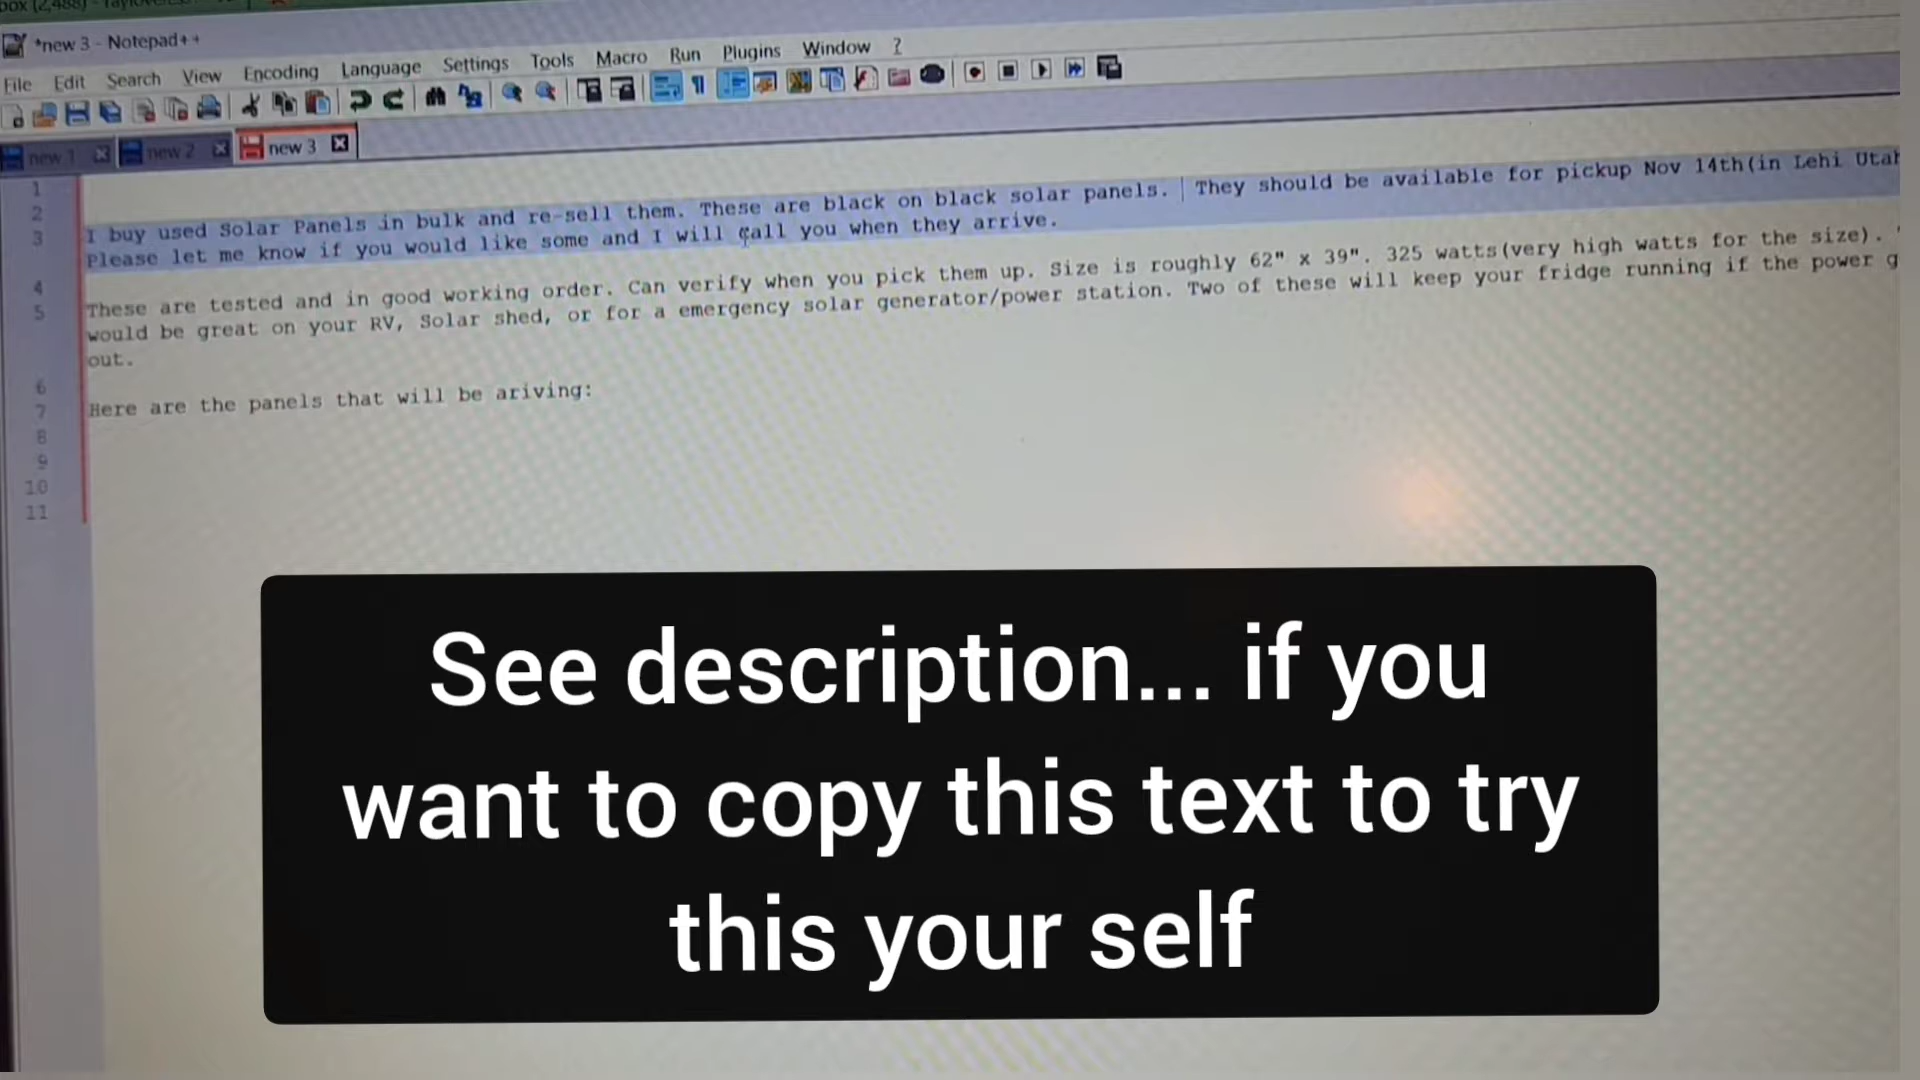 *new 3 - Notepad++
File Edit Search View Encoding Language Settings Tools Macro Run Plugins Window ?
new 1 new 2 new 3
1
2
3
4
5
6
7
8
9
10
11
I buy used Solar Panels in bulk and re-sell them. These are black on black solar panels. They should be available for pickup Nov 14th(in Lehi Utah
Please let me know if you would like some and I will call you when they arrive.
These are tested and in good working order. Can verify when you pick them up. Size is roughly 62" x 39". 325 watts(very high watts for the size).
would be great on your RV, Solar shed, or for a emergency solar generator/power station. Two of these will keep your fridge running if the power g
out.
Here are the panels that will be ariving:
See description... if you
want to copy this text to try
this your self